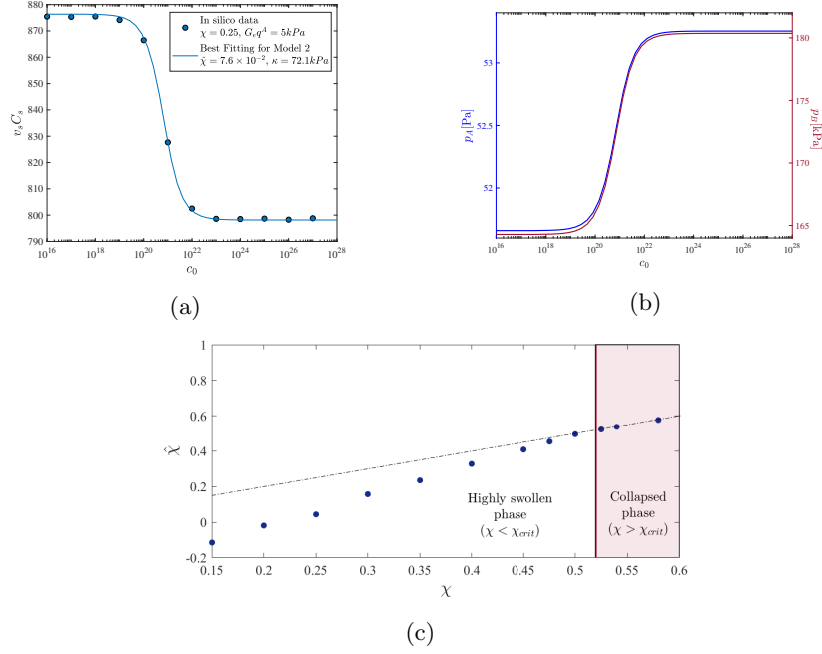 880
870
860
850
840
830
820
810
800
790
v_sC_s
In silico data
χ = 0.25, G_eq^A = 5kPa
Best Fitting for Model 2
χ̂ = 7.6 × 10^-2, κ = 72.1kPa
10^16 10^18 10^20 10^22 10^24 10^26 10^28
c_0
(a)
53.5
53
52.5
52
p_A[Pa]
180
175
170
165
p_B[kPa]
10^16 10^18 10^20 10^22 10^24 10^26 10^28
c_0
(b)
1
0.8
0.6
0.4
0.2
0
-0.2
χ̂
Highly swollen
phase
(χ < χ_crit)
Collapsed
phase
(χ > χ_crit)
0.15 0.2 0.25 0.3 0.35 0.4 0.45 0.5 0.55 0.6
χ
(c)